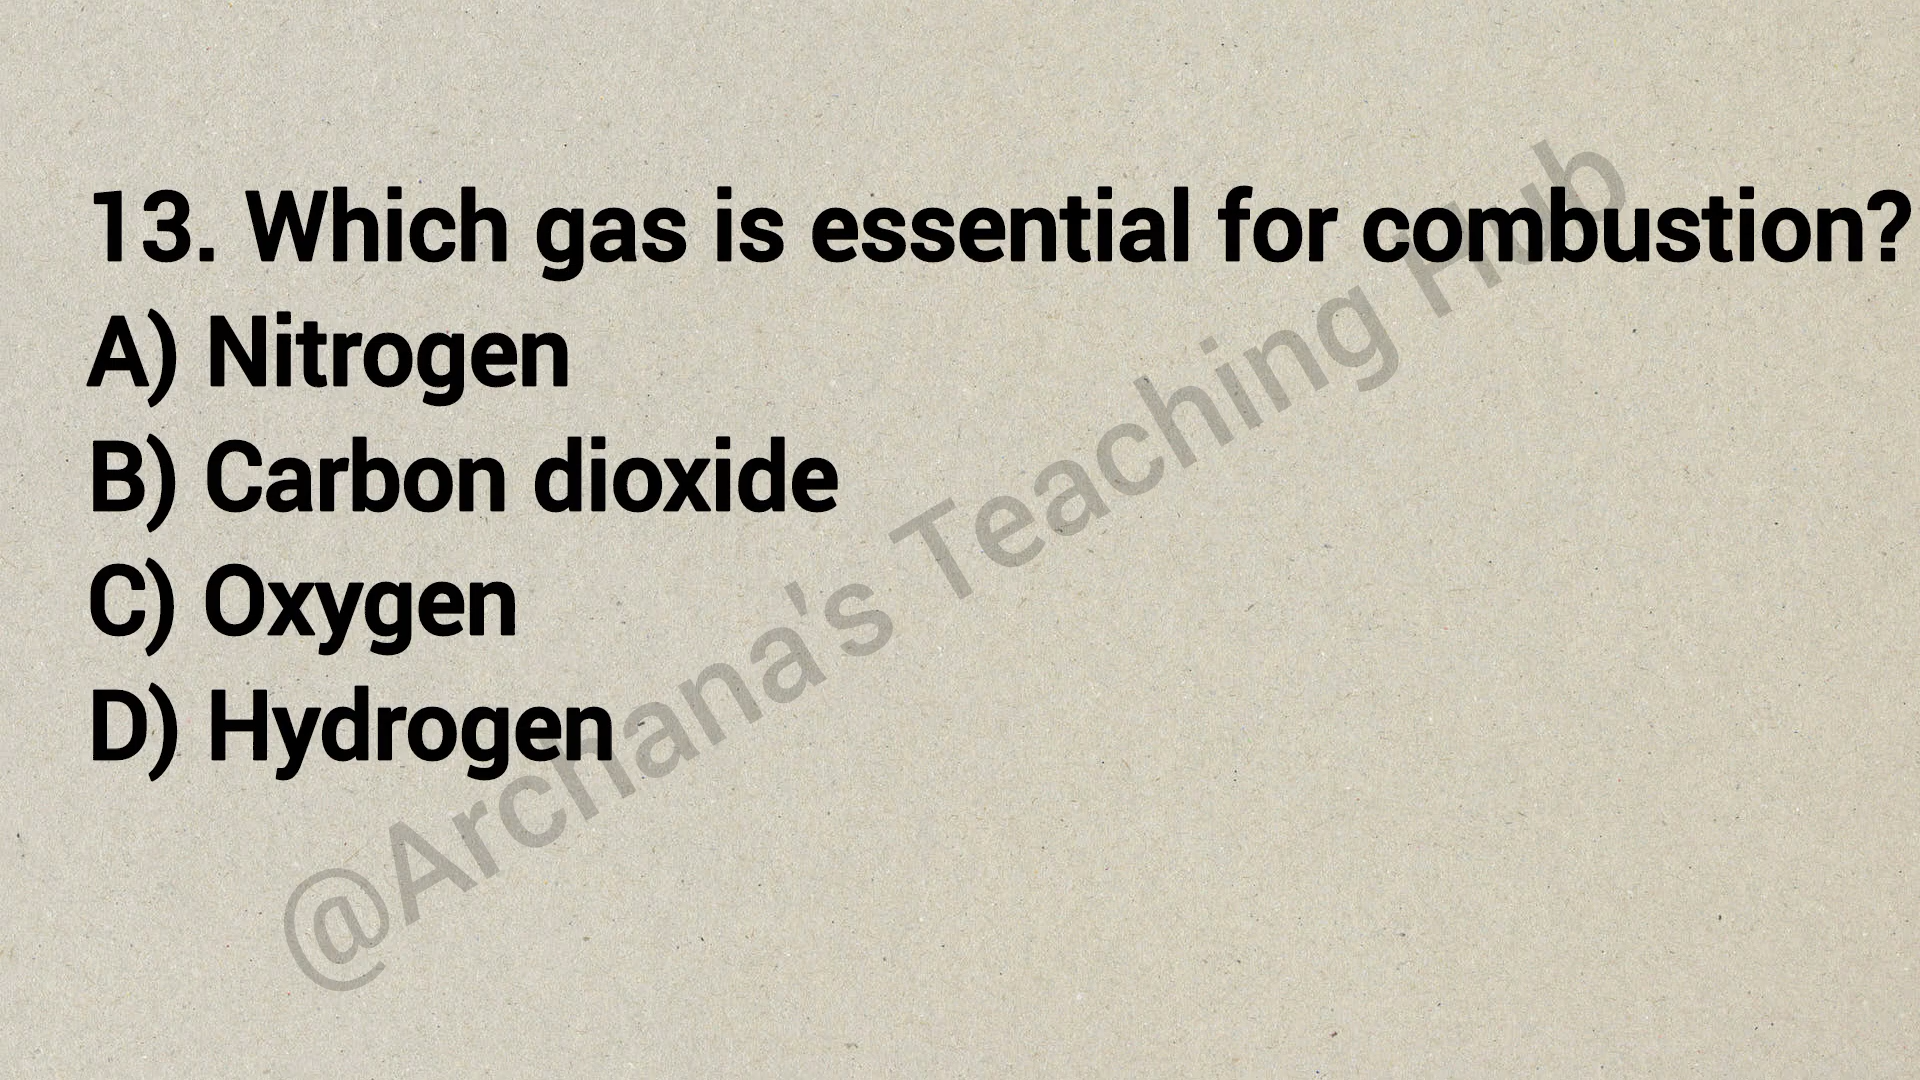 13. Which gas is essential for combustion?
A) Nitrogen
B) Carbon dioxide
C) Oxygen
D) Hydrogen
@Archana's Teaching Hub